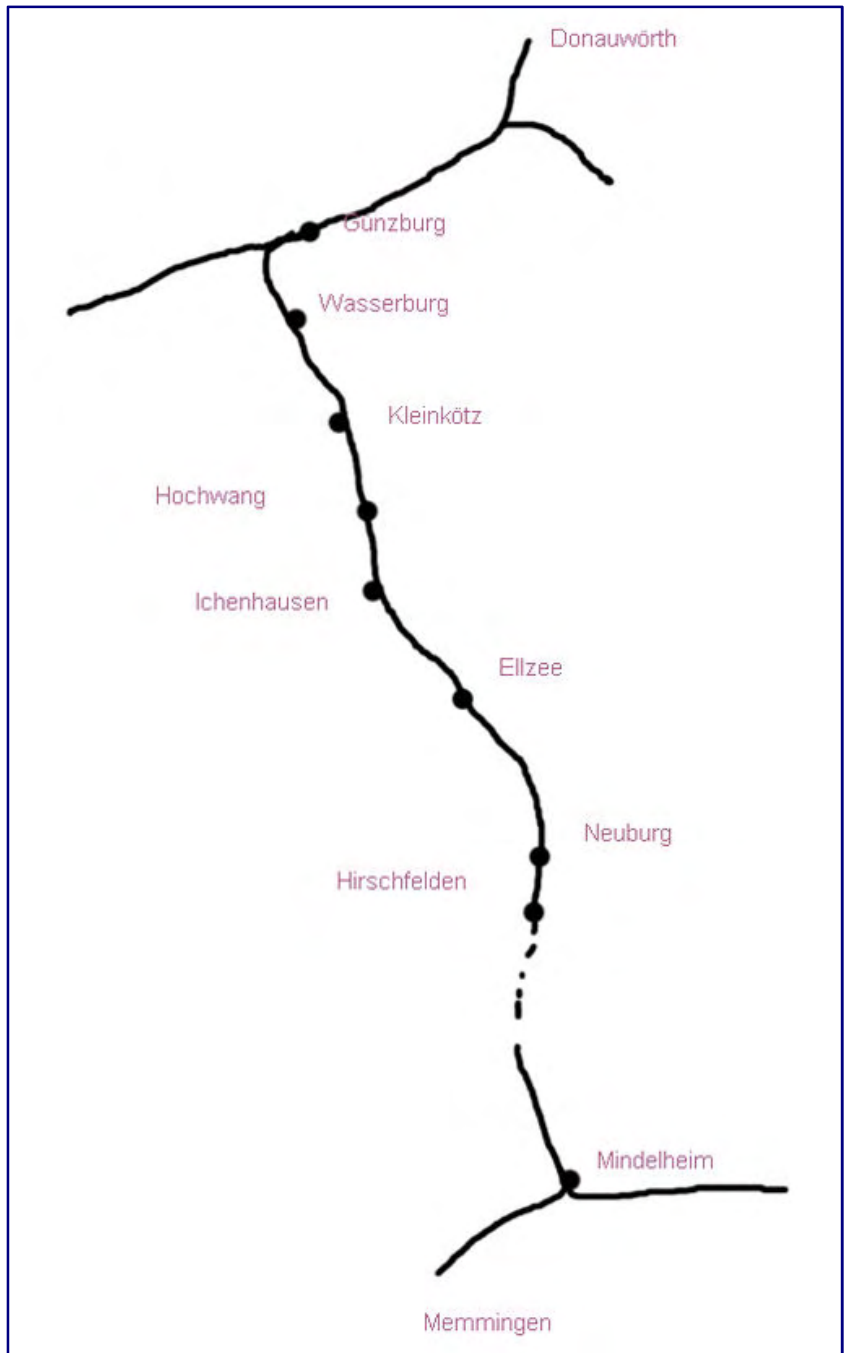 Donauwörth
Günzburg
Wasserburg
Kleinkötz
Hochwang
Ichenhausen
Ellzee
Neuburg
Hirschfelden
Mindelheim
Memmingen